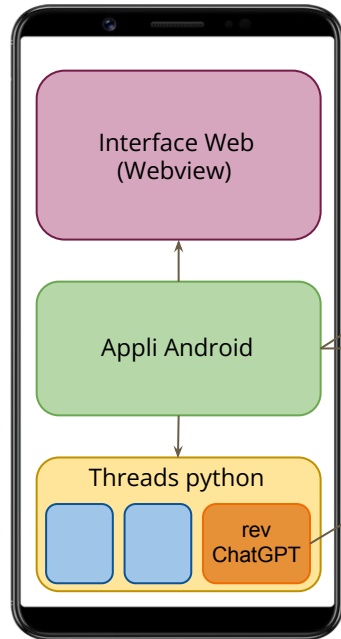 Interface Web
(Webview)
Appli Android
Threads python
rev
ChatGPT